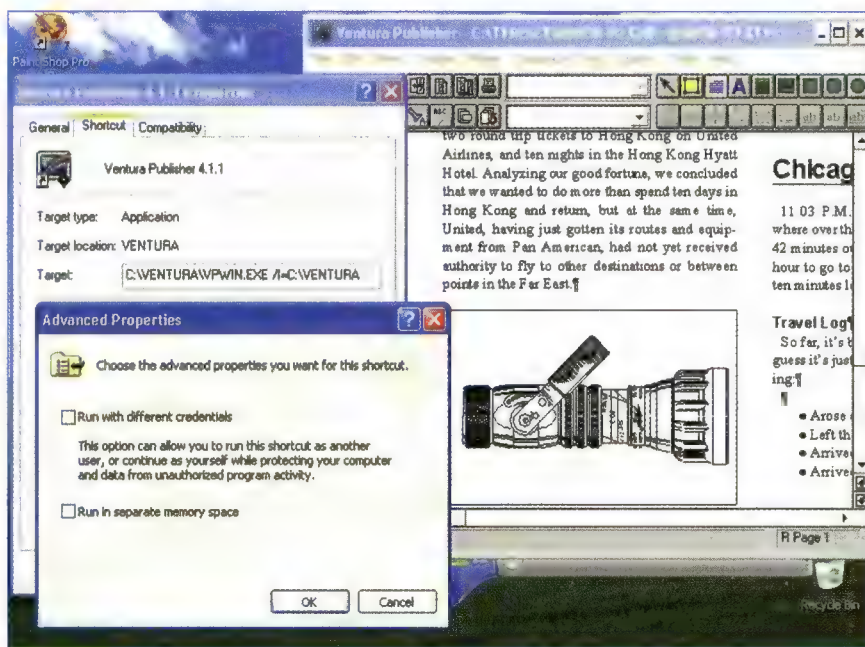 Paint Shop Pro
Ventura Publisher
General Shortcut Compatibility
Ventura Publisher 4.1.1
Target type: Application
Target location: VENTURA
Target: C:\VENTURA\VPWIN.EXE /I=C:\VENTURA
Advanced Properties
Choose the advanced properties you want for this shortcut.
Run with different credentials
This option can allow you to run this shortcut as another
user, or continue as yourself while protecting your computer
and data from unauthorized program activity.
Run in separate memory space
OK Cancel
two round trip tickets to Hong Kong on United
Airlines, and ten nights in the Hong Kong Hyatt
Hotel. Analyzing our good fortune, we concluded
that we wanted to do more than spend ten days in
Hong Kong and return, but at the same time,
United, having just gotten its routes and equip-
ment from Pan American, had not yet received
authority to fly to other destinations or between
points in the Far East.¶
Chicag
11 03 P.M.
where over th
42 minutes o
hour to go to
ten minutes l
Travel Log¶
So far, it's t
guess it's just
ing:¶
¶
• Arose
• Left th
• Arrive
• Arrive
R Page 1
Recycle Bin